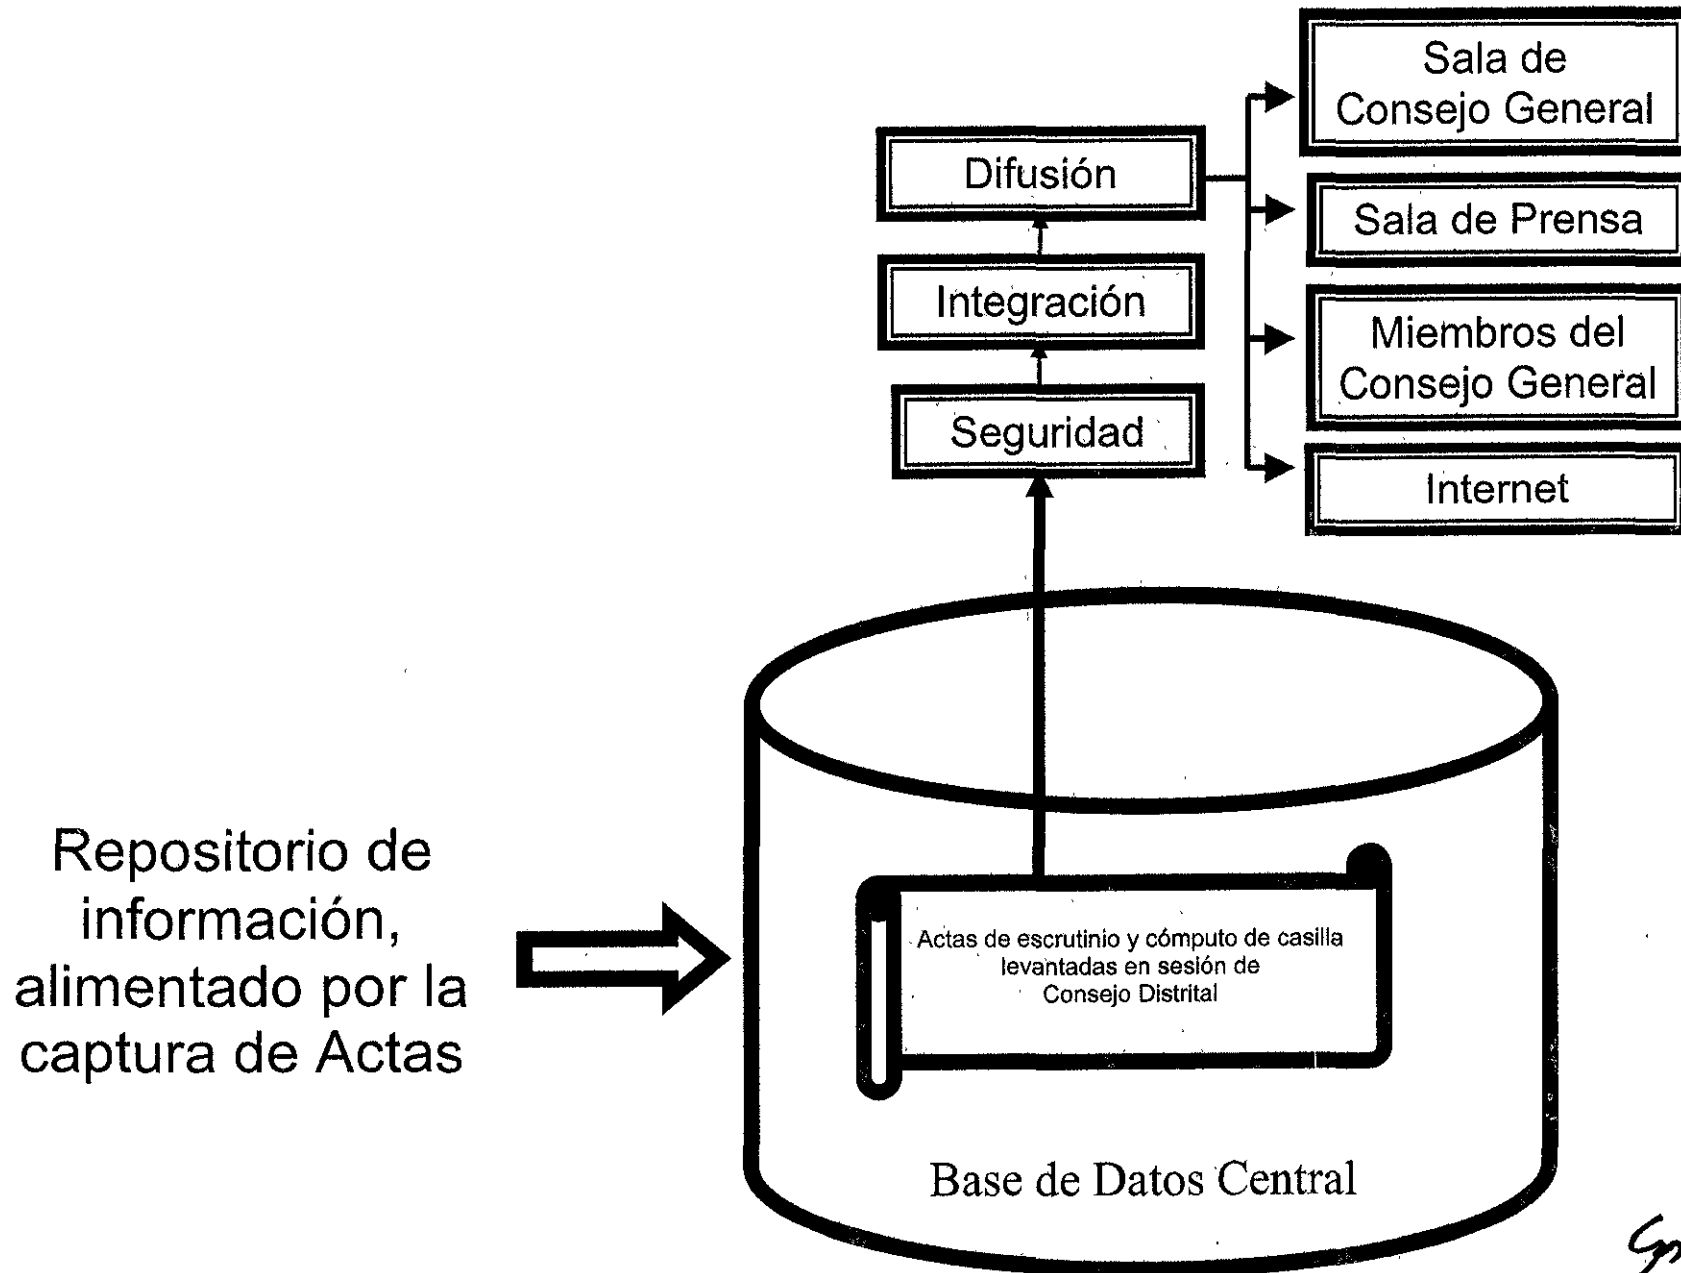 Sala de
Consejo General
Difusión
Sala de Prensa
Integración
Miembros del
Consejo General
Seguridad
Internet
Repositorio de
información,
alimentado por la
captura de Actas
Actas de escrutinio y cómputo de casilla
levantadas en sesión de
Consejo Distrital
Base de Datos Central